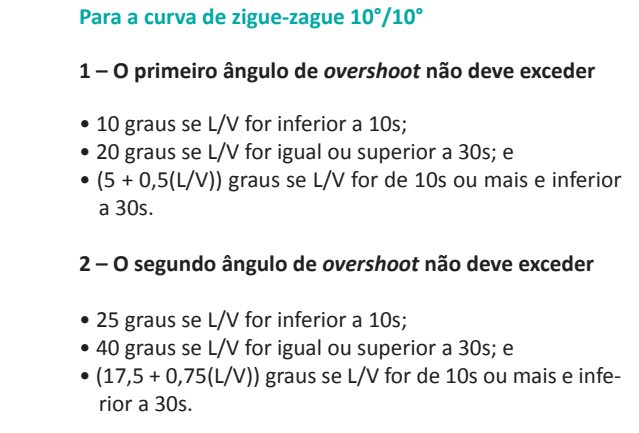 Para a curva de zigue-zague 10°/10°
1 – O primeiro ângulo de overshoot não deve exceder
• 10 graus se L/V for inferior a 10s;
• 20 graus se L/V for igual ou superior a 30s; e
• (5 + 0,5(L/V)) graus se L/V for de 10s ou mais e inferior
a 30s.
2 – O segundo ângulo de overshoot não deve exceder
• 25 graus se L/V for inferior a 10s;
• 40 graus se L/V for igual ou superior a 30s; e
• (17,5 + 0,75(L/V)) graus se L/V for de 10s ou mais e infe-
rior a 30s.